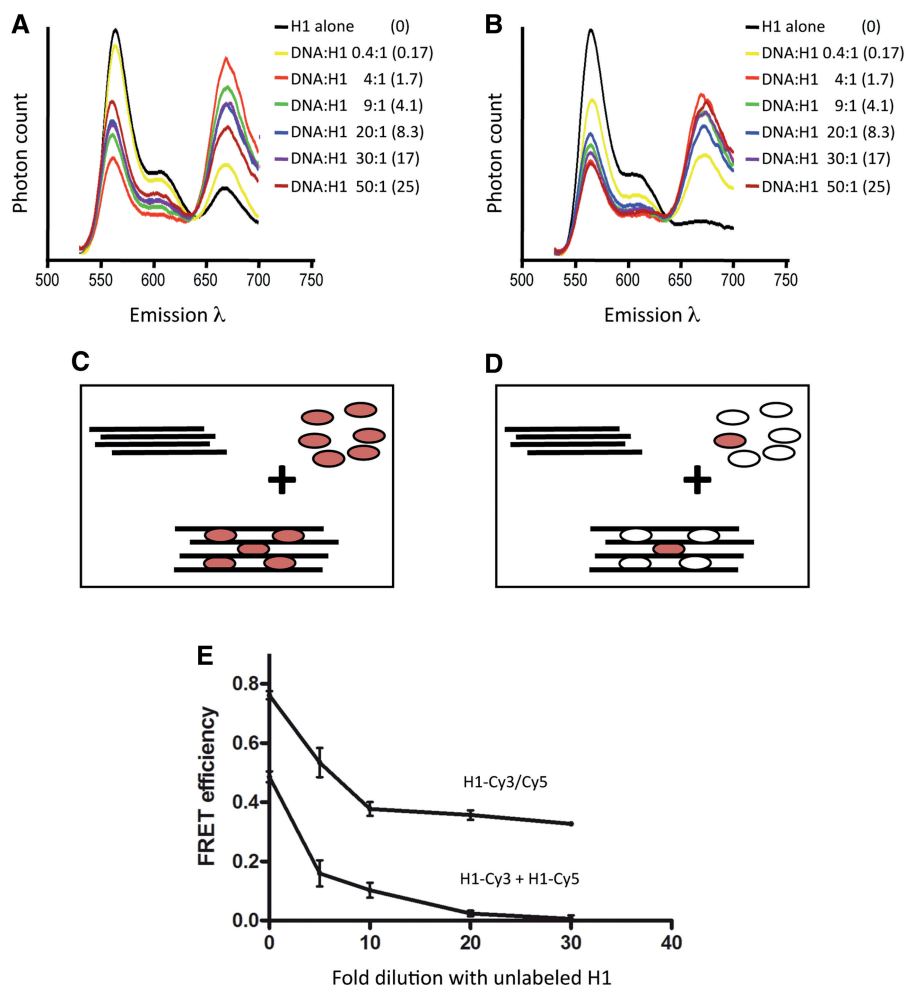 A
Photon count
H1 alone (0)
DNA:H1 0.4:1 (0.17)
DNA:H1 4:1 (1.7)
DNA:H1 9:1 (4.1)
DNA:H1 20:1 (8.3)
DNA:H1 30:1 (17)
DNA:H1 50:1 (25)
500 550 600 650 700 750
Emission λ
B
Photon count
H1 alone (0)
DNA:H1 0.4:1 (0.17)
DNA:H1 4:1 (1.7)
DNA:H1 9:1 (4.1)
DNA:H1 20:1 (8.3)
DNA:H1 30:1 (17)
DNA:H1 50:1 (25)
500 550 600 650 700 750
Emission λ
C
+
D
+
E
FRET efficiency
0.8
0.6
0.4
0.2
0.0
H1-Cy3/Cy5
H1-Cy3 + H1-Cy5
0 10 20 30 40
Fold dilution with unlabeled H1